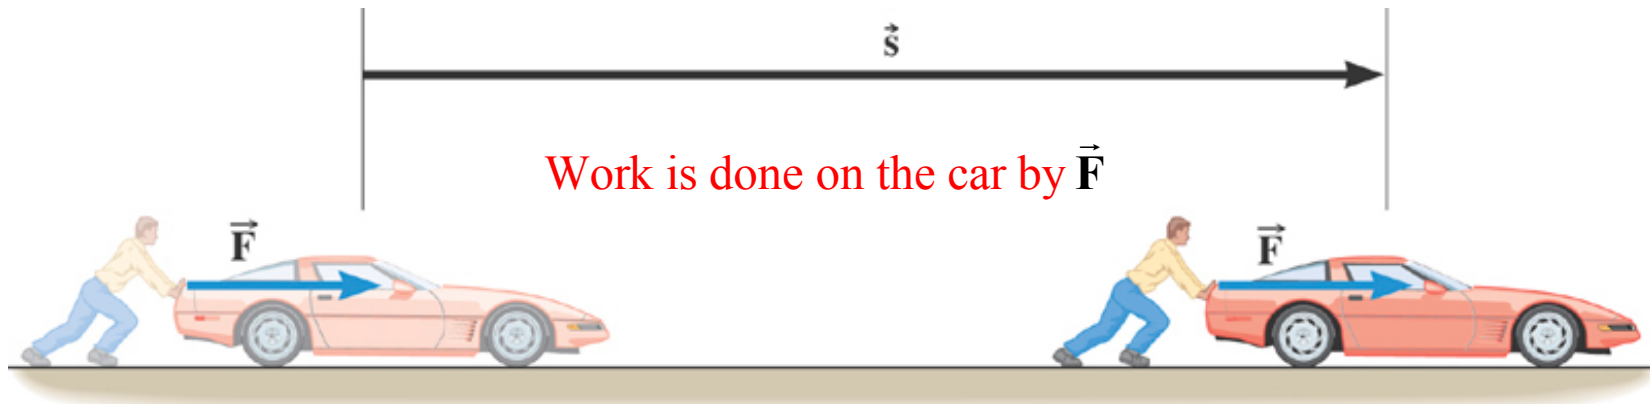 s⃗
Work is done on the car by F⃗
F⃗
F⃗